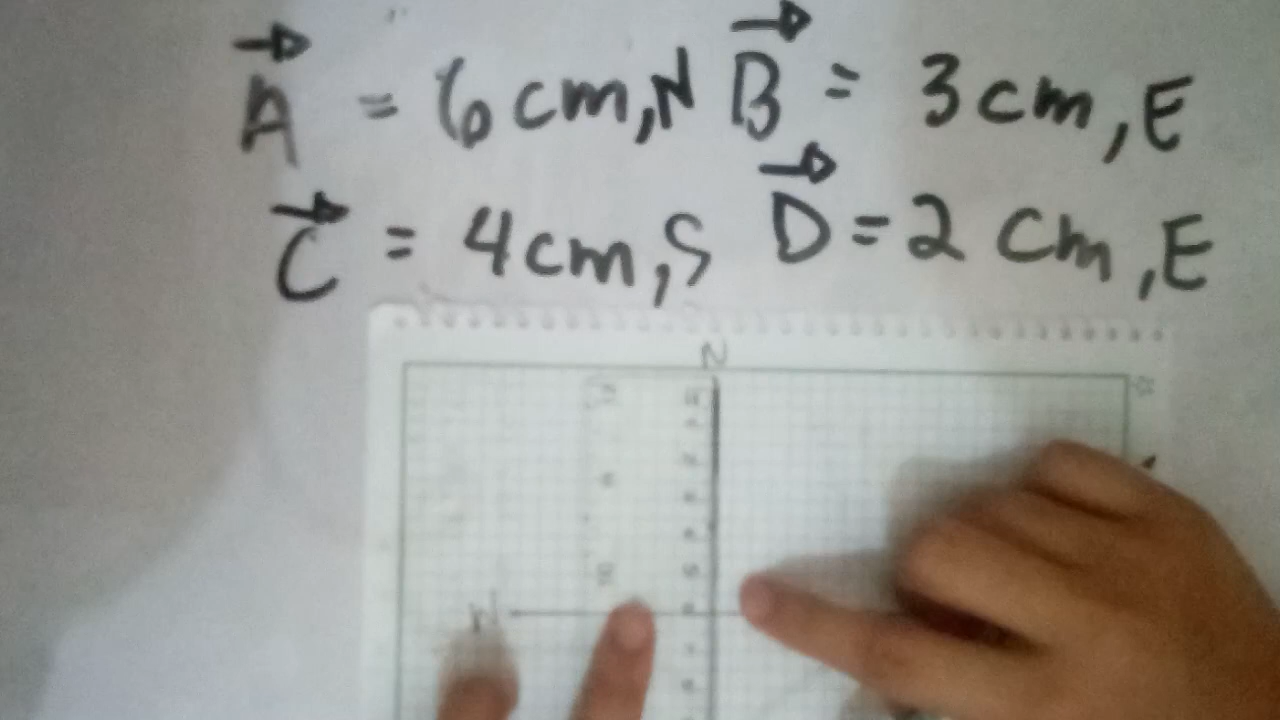 A = 6 cm, N B = 3 cm, E
C = 4 cm, S D = 2 cm, E
N